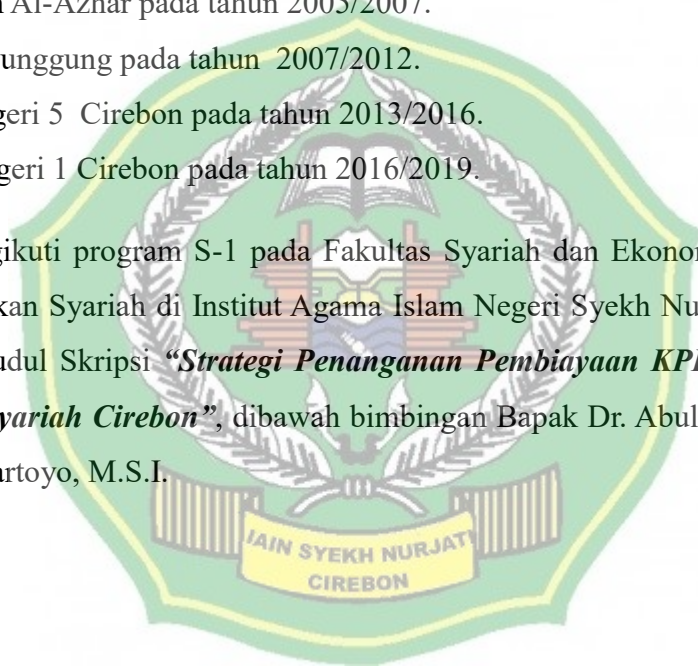 Al-Azhar pada tahun 2005/2007.
unggung pada tahun 2007/2012.
geri 5 Cirebon pada tahun 2013/2016.
geri 1 Cirebon pada tahun 2016/2019.
gikuti program S-1 pada Fakultas Syariah dan Ekonor
kan Syariah di Institut Agama Islam Negeri Syekh Nu
udul Skripsi “Strategi Penanganan Pembiayaan KP
yariah Cirebon”, dibawah bimbingan Bapak Dr. Abul
artoyo, M.S.I.
IAIN SYEKH NURJATI
CIREBON